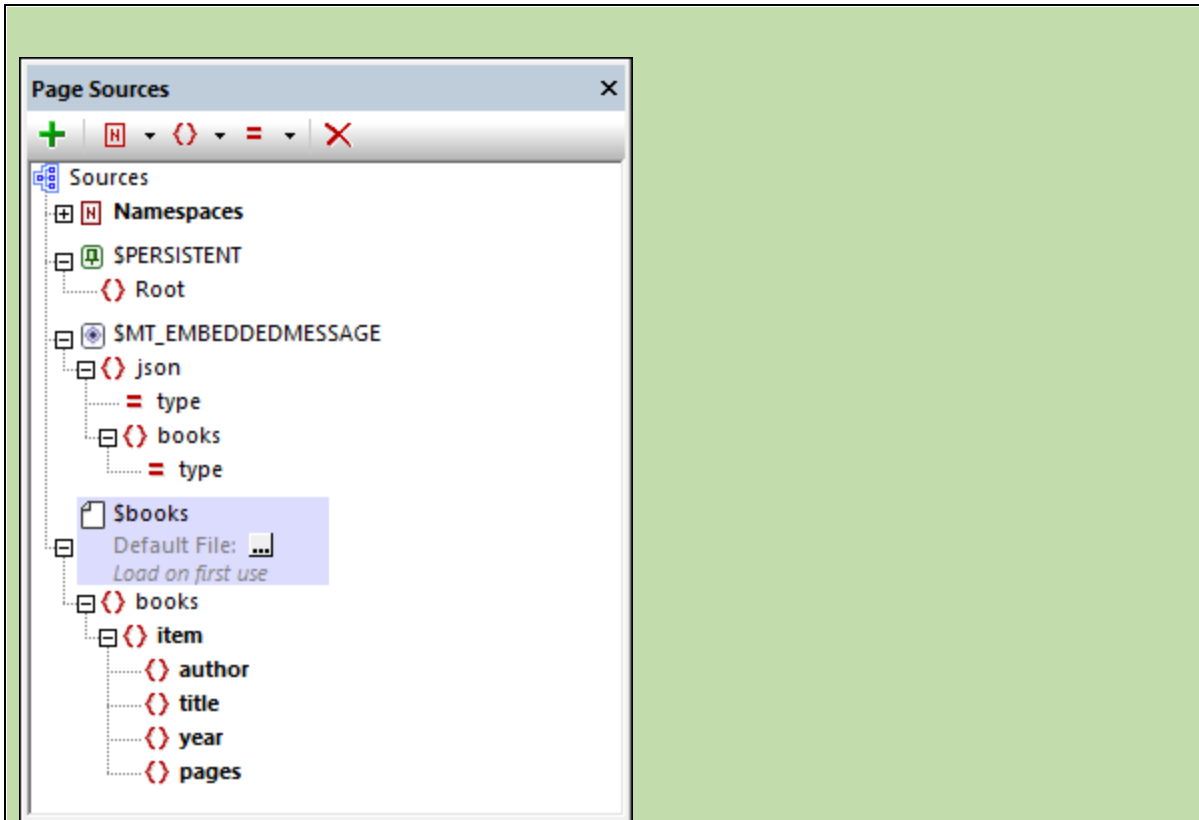 Page Sources
Sources
Namespaces
$PERSISTENT
Root
$MT_EMBEDDEDMESSAGE
json
= type
books
= type
$books
Default File: ...
Load on first use
books
item
author
title
year
pages